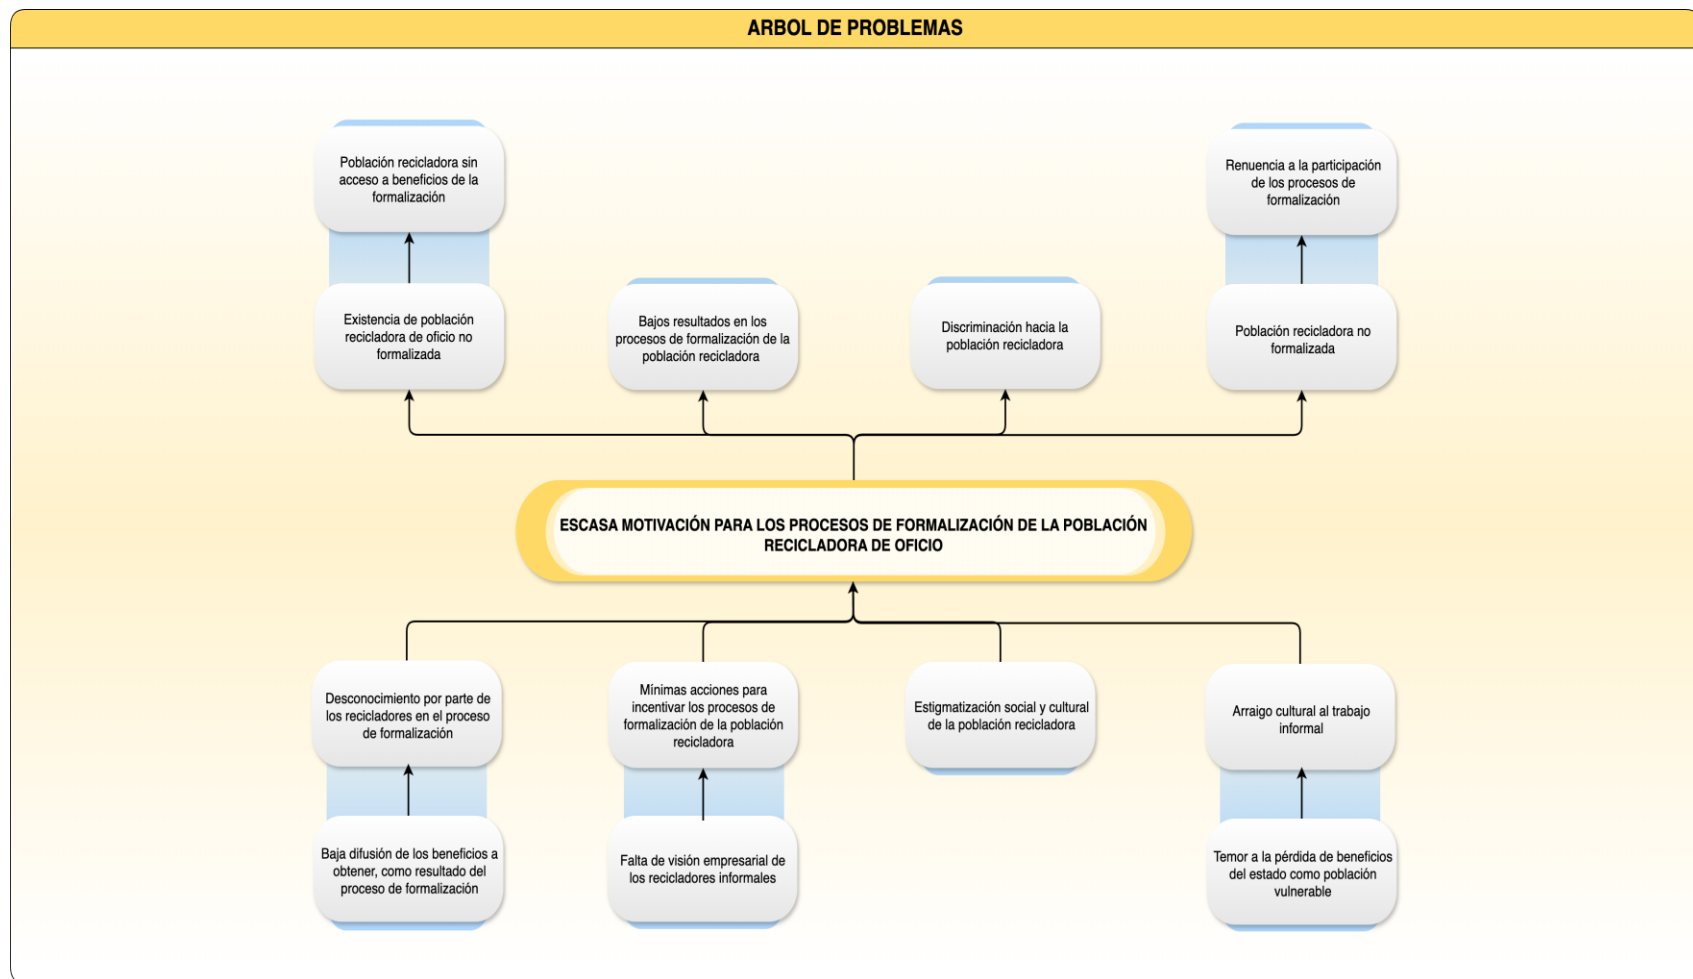 ARBOL DE PROBLEMAS
Población recicladora sin
acceso a beneficios de la
formalización
Renuencia a la participación
de los procesos de
formalización
Existencia de población
recicladora de oficio no
formalizada
Bajos resultados en los
procesos de formalización de la
población recicladora
Discriminación hacia la
población recicladora
Población recicladora no
formalizada
ESCASA MOTIVACIÓN PARA LOS PROCESOS DE FORMALIZACIÓN DE LA POBLACIÓN
RECICLADORA DE OFICIO
Desconocimiento por parte de
los recicladores en el proceso
de formalización
Mínimas acciones para
incentivar los procesos de
formalización de la población
recicladora
Estigmatización social y cultural
de la población recicladora
Arraigo cultural al trabajo
informal
Baja difusión de los beneficios a
obtener, como resultado del
proceso de formalización
Falta de visión empresarial de
los recicladores informales
Temor a la pérdida de beneficios
del estado como población
vulnerable